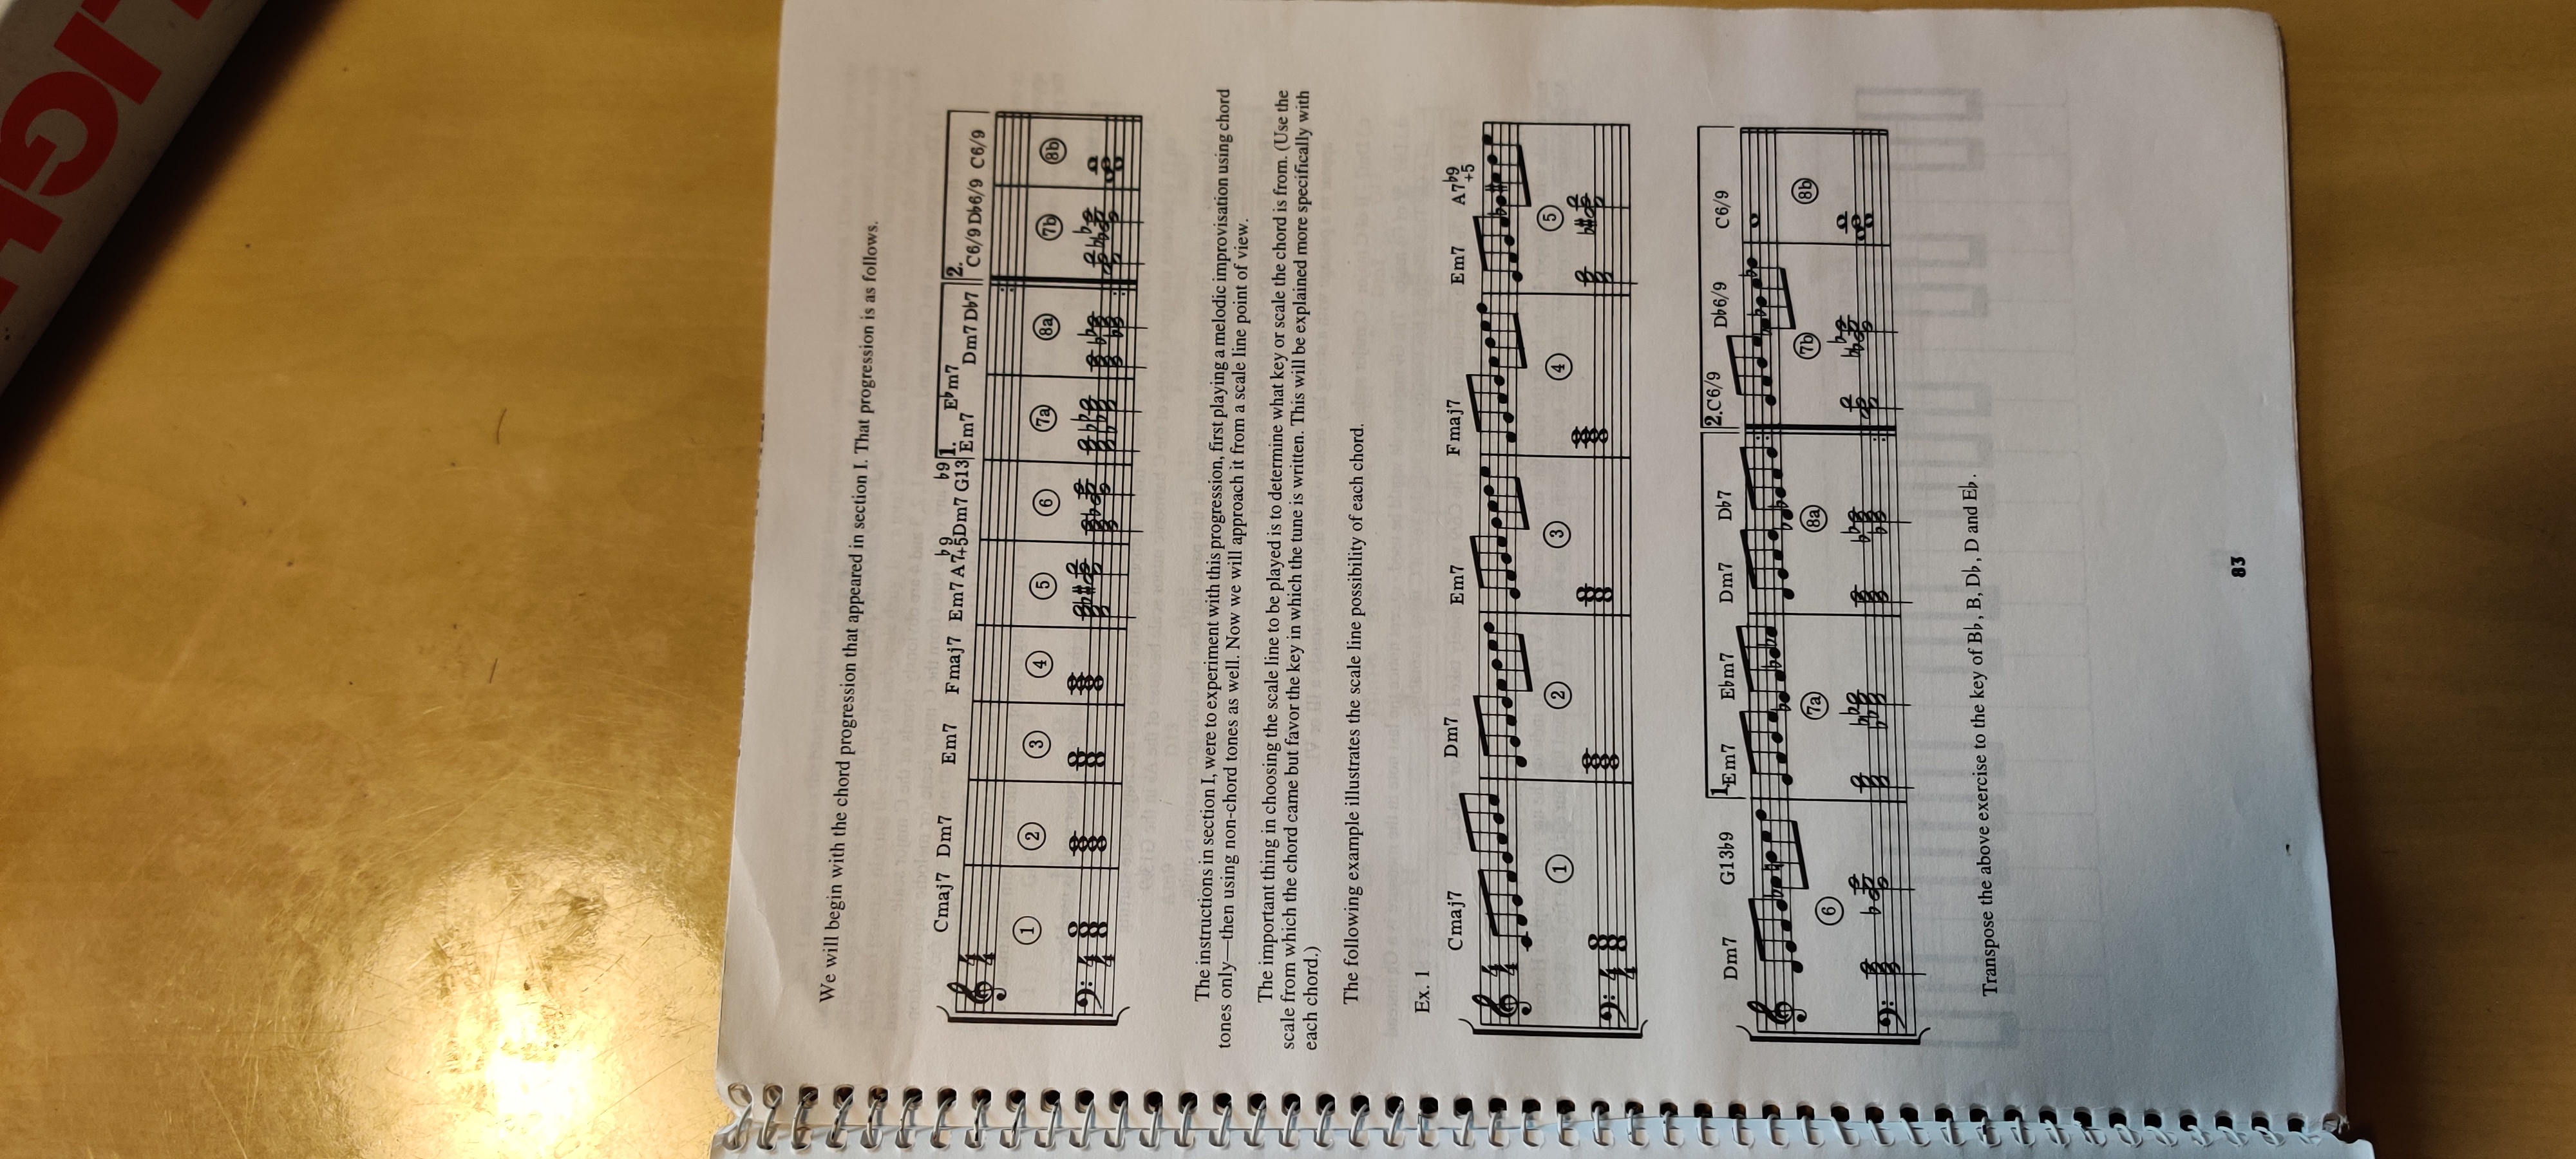 We will begin with the chord progression that appeared in section I. That progression is as follows.
Cmaj7 Dm7 Em7 Fmaj7 Em7 A7♭9+5 Dm7 G13♭9 1. Em7 E♭m7 Dm7 D♭7 2. C6/9 D♭6/9 C6/9
4 4
① ② ③ ④ ⑤ ⑥ 7a 8a 7b 8b
The instructions in section I, were to experiment with this progression, first playing a melodic improvisation using chord
tones only—then using non-chord tones as well. Now we will approach it from a scale line point of view.
The important thing in choosing the scale line to be played is to determine what key or scale the chord is from. (Use the
scale from which the chord came but favor the key in which the tune is written. This will be explained more specifically with
each chord.)
The following example illustrates the scale line possibility of each chord.
Ex. 1
Cmaj7 Dm7 Em7 Fmaj7 Em7 A7♭9+5
4 4
① ② ③ ④ ⑤
Dm7 G13♭9 1. Em7 E♭m7 Dm7 D♭7 2. C6/9 D♭6/9 C6/9
⑥ 7a 8a 7b 8b
Transpose the above exercise to the key of B♭, B, D♭, D and E♭.
83
LIGH